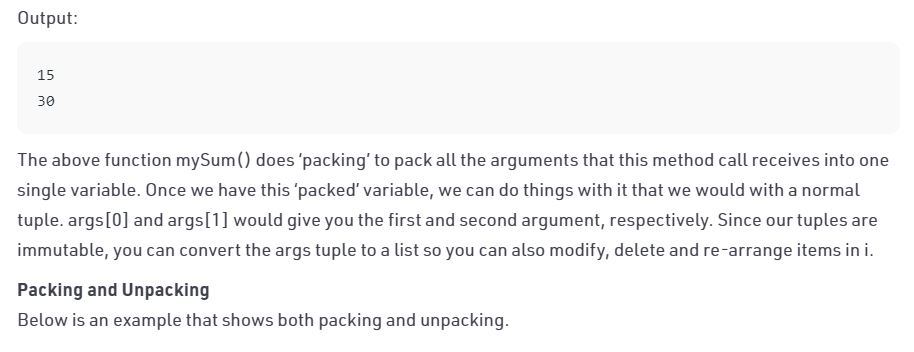 Output:
15
30
The above function mySum() does ‘packing’ to pack all the arguments that this method call receives into one
single variable. Once we have this ‘packed’ variable, we can do things with it that we would with a normal
tuple. args[0] and args[1] would give you the first and second argument, respectively. Since our tuples are
immutable, you can convert the args tuple to a list so you can also modify, delete and re-arrange items in i.
Packing and Unpacking
Below is an example that shows both packing and unpacking.